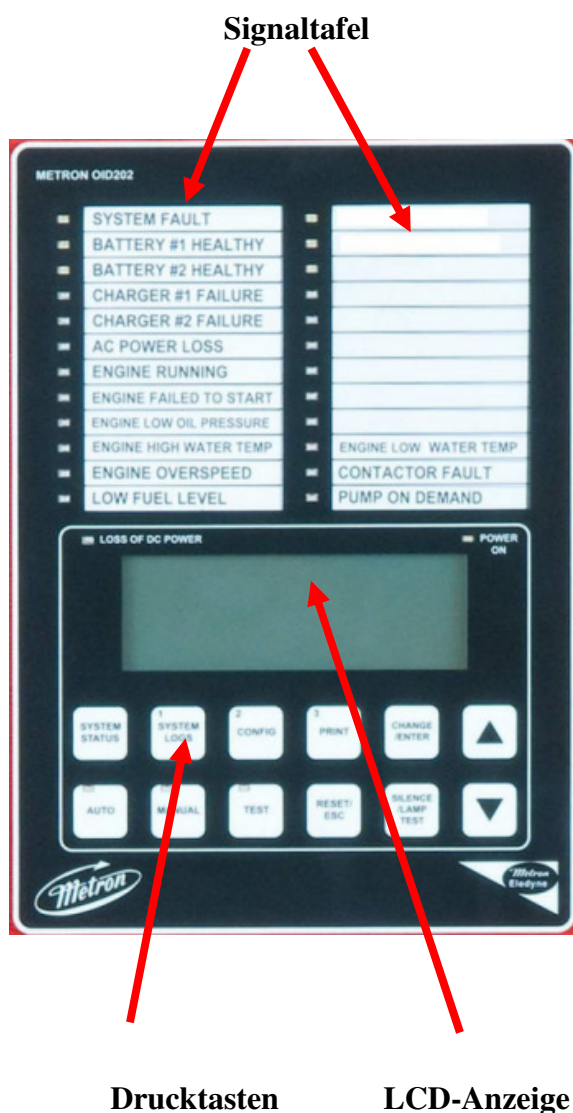 Signaltafel
METRON OID202
SYSTEM FAULT
BATTERY #1 HEALTHY
BATTERY #2 HEALTHY
CHARGER #1 FAILURE
CHARGER #2 FAILURE
AC POWER LOSS
ENGINE RUNNING
ENGINE FAILED TO START
ENGINE LOW OIL PRESSURE
ENGINE HIGH WATER TEMP
ENGINE OVERSPEED
LOW FUEL LEVEL
ENGINE LOW WATER TEMP
CONTACTOR FAULT
PUMP ON DEMAND
LOSS OF DC POWER
POWER
ON
SYSTEM
STATUS
1
SYSTEM
LOGS
2
CONFIG
3
PRINT
CHANGE
/ENTER
AUTO
MANUAL
TEST
RESET/
ESC
SILENCE
/LAMP
TEST
Metron
Metron
Eledyne
Drucktasten
LCD-Anzeige